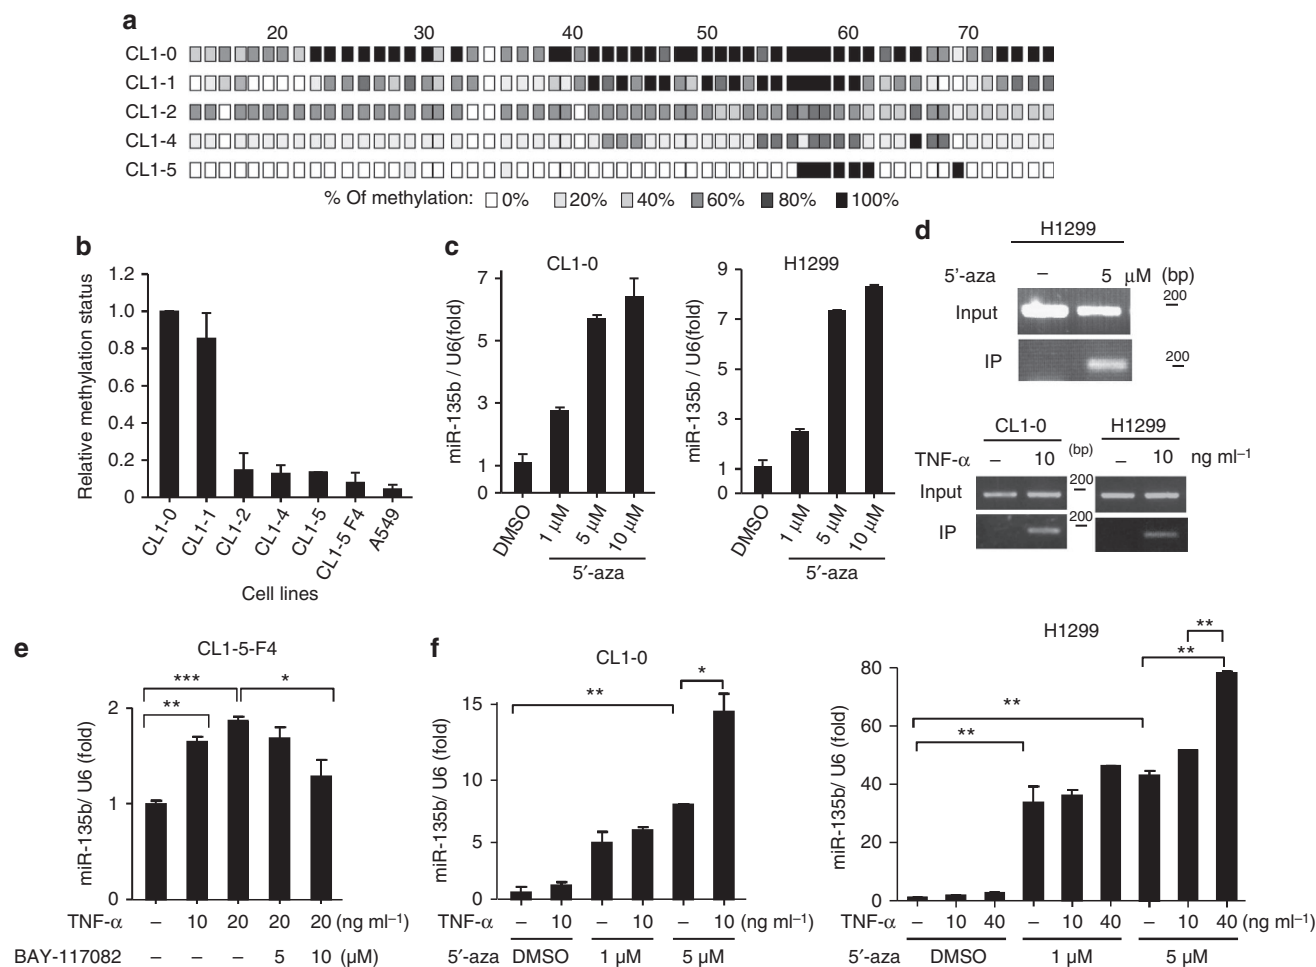 a
20 30 40 50 60 70
CL1-0
CL1-1
CL1-2
CL1-4
CL1-5
% Of methylation: 0% 20% 40% 60% 80% 100%
b
Relative methylation status
1.2
1.0
0.8
0.6
0.4
0.2
0
CL1-0 CL1-1 CL1-2 CL1-4 CL1-5 CL1-5 F4 A549
Cell lines
c
CL1-0
miR-135b / U6(fold)
7
5
3
1
0
DMSO 1 μM 5 μM 10 μM
5′-aza
H1299
miR-135b / U6(fold)
9
7
5
3
1
0
DMSO 1 μM 5 μM 10 μM
5′-aza
d
H1299
5'-aza – 5 μM (bp)
Input 200
IP 200
CL1-0 (bp) H1299
TNF-α – 10 – 10 ng ml⁻¹
Input 200
IP 200
e
CL1-5-F4
*** *
**
miR-135b/ U6 (fold)
2
1
0
TNF-α – 10 20 20 20 (ng ml⁻¹)
BAY-117082 – – – 5 10 (μM)
f
CL1-0
** *
miR-135b/ U6 (fold)
15
10
5
0
TNF-α – 10 – 10 – 10 (ng ml⁻¹)
5′-aza DMSO 1 μM 5 μM
H1299
**
**
**
**
miR-135b/ U6 (fold)
80
60
40
20
0
TNF-α – 10 40 – 10 40 – 10 40 (ng ml⁻¹)
5′-aza DMSO 1 μM 5 μM